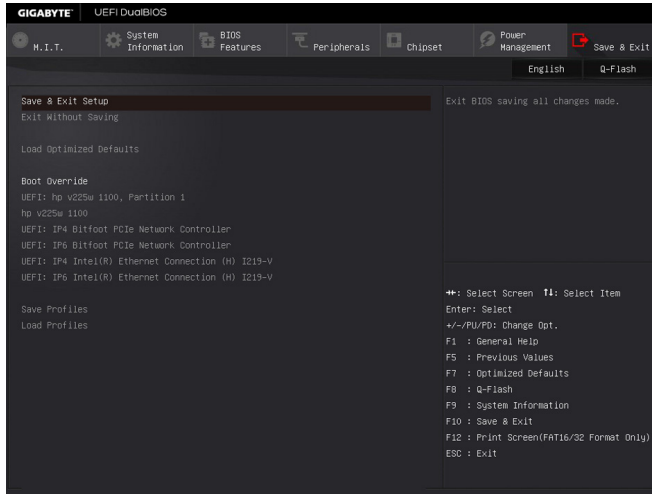 GIGABYTE™ UEFI DualBIOS
M.I.T.
System Information
BIOS Features
Peripherals
Chipset
Power Management
Save & Exit
English Q-Flash
Save & Exit Setup
Exit Without Saving
Load Optimized Defaults
Boot Override
UEFI: hp v225w 1100, Partition 1
hp v225w 1100
UEFI: IP4 Bitfoot PCIe Network Controller
UEFI: IP6 Bitfoot PCIe Network Controller
UEFI: IP4 Intel(R) Ethernet Connection (H) I219-V
UEFI: IP6 Intel(R) Ethernet Connection (H) I219-V
Save Profiles
Load Profiles
Exit BIOS saving all changes made.
→←: Select Screen ↑↓: Select Item
Enter: Select
+/-/PU/PD: Change Opt.
F1 : General Help
F5 : Previous Values
F7 : Optimized Defaults
F8 : Q-Flash
F9 : System Information
F10 : Save & Exit
F12 : Print Screen(FAT16/32 Format Only)
ESC : Exit